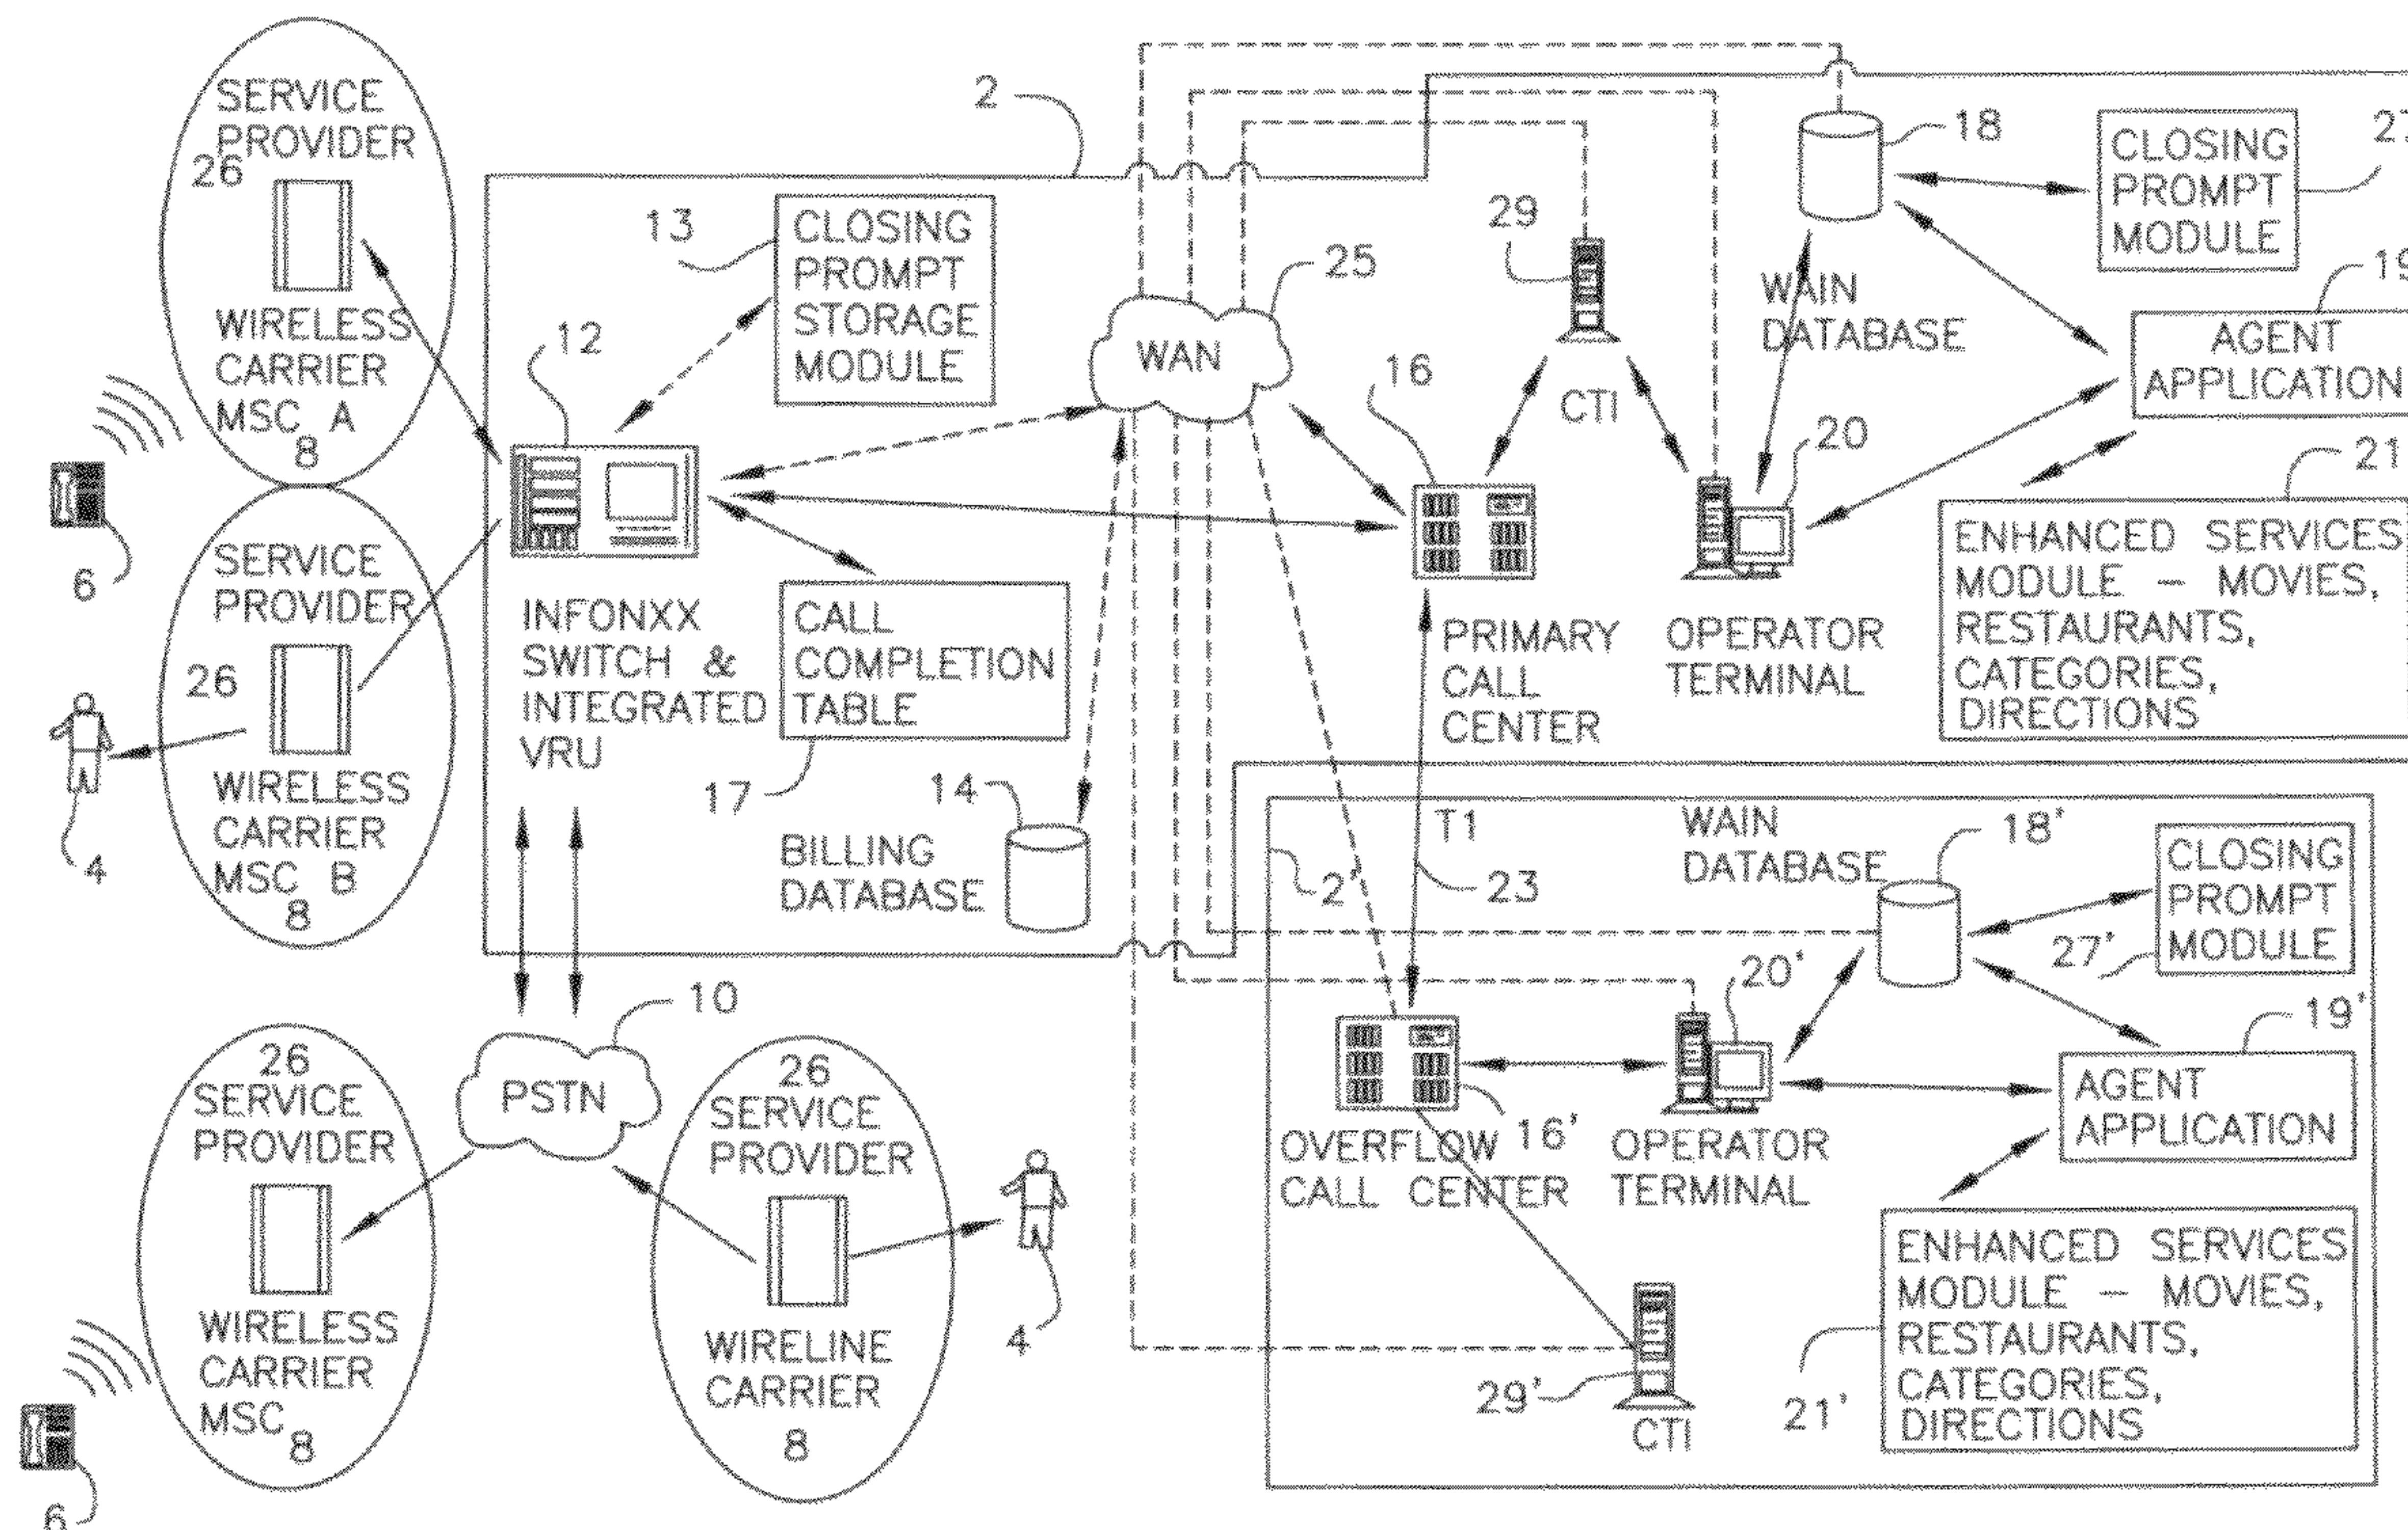 SERVICE
PROVIDER
26
WIRELESS
CARRIER
MSC A
8
6
SERVICE
PROVIDER
26
WIRELESS
CARRIER
MSC B
8
4
2
13
CLOSING
PROMPT
STORAGE
MODULE
12
INFONXX
SWITCH &
INTEGRATED
VRU
CALL
COMPLETION
TABLE
17
14
BILLING
DATABASE
WAN
25
29
CTI
16
PRIMARY
CALL
CENTER
20
OPERATOR
TERMINAL
18
WAIN
DATABASE
CLOSING
PROMPT
MODULE
AGENT
APPLICATION
21
ENHANCED SERVICES
MODULE – MOVIES,
RESTAURANTS,
CATEGORIES,
DIRECTIONS
T1
23
2'
WAIN
DATABASE
18'
CLOSING
PROMPT
MODULE
27'
20'
19'
AGENT
APPLICATION
OVERFLOW
CALL CENTER
16'
OPERATOR
TERMINAL
29'
CTI
ENHANCED SERVICES
MODULE – MOVIES,
RESTAURANTS,
CATEGORIES,
DIRECTIONS
21'
10
PSTN
26
SERVICE
PROVIDER
WIRELESS
CARRIER
MSC
8
6
26
SERVICE
PROVIDER
WIRELINE
CARRIER
8
4